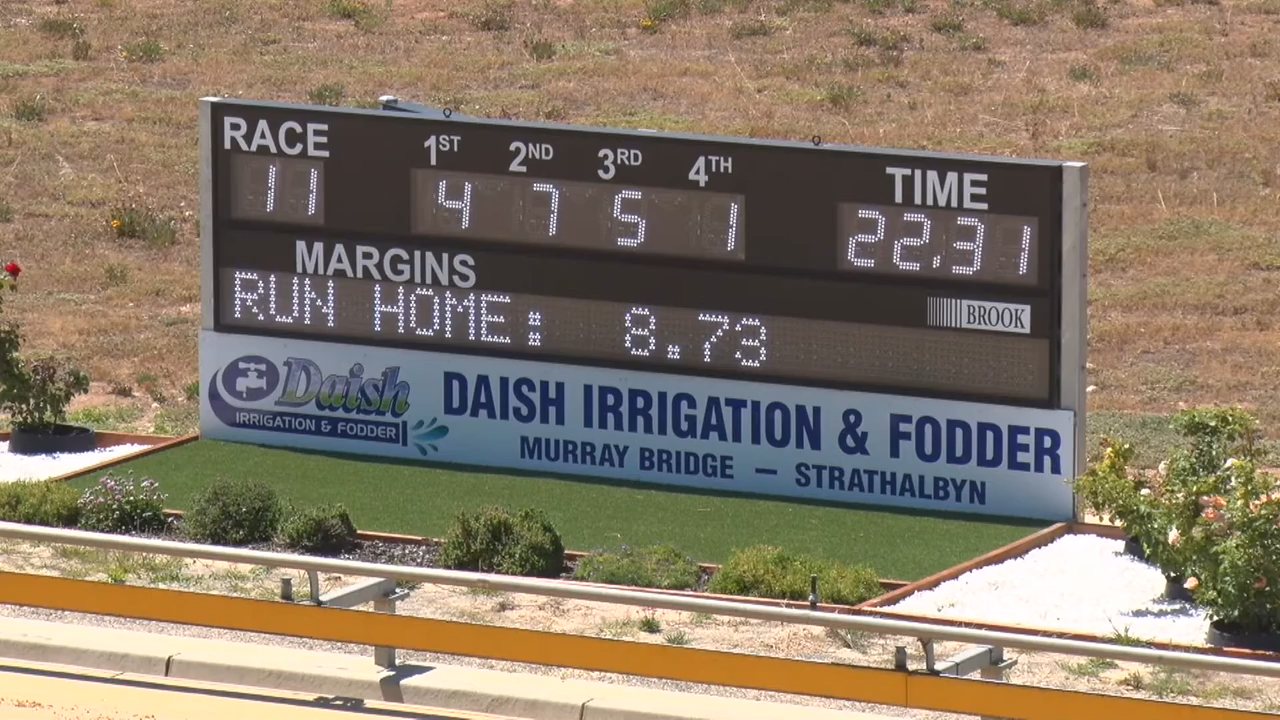 RACE 1ST 2ND 3RD 4TH TIME
11 4 7 5 1 22.31
MARGINS
RUN HOME: 8.73
BROOK
Daish
IRRIGATION & FODDER
DAISH IRRIGATION & FODDER
MURRAY BRIDGE – STRATHALBYN